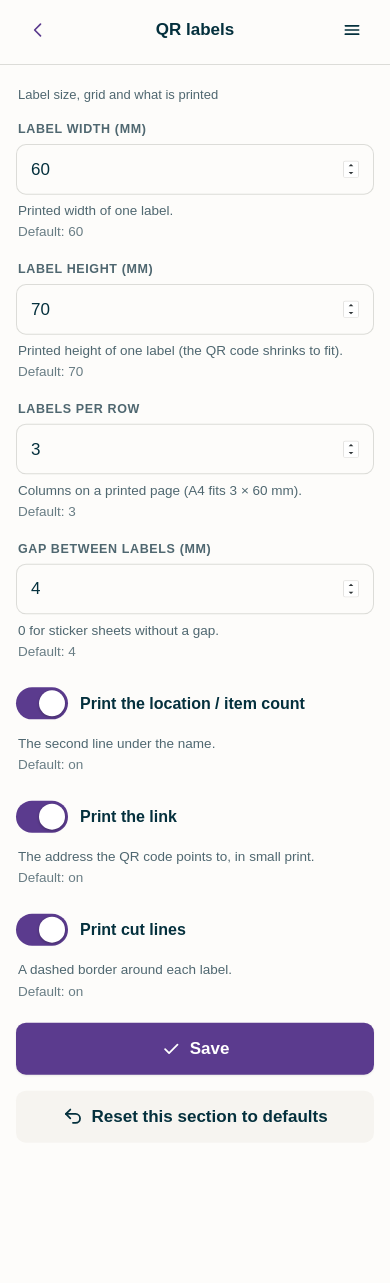 QR labels
Label size, grid and what is printed
LABEL WIDTH (MM)
60
Printed width of one label.
Default: 60
LABEL HEIGHT (MM)
70
Printed height of one label (the QR code shrinks to fit).
Default: 70
LABELS PER ROW
3
Columns on a printed page (A4 fits 3 × 60 mm).
Default: 3
GAP BETWEEN LABELS (MM)
4
0 for sticker sheets without a gap.
Default: 4
Print the location / item count
The second line under the name.
Default: on
Print the link
The address the QR code points to, in small print.
Default: on
Print cut lines
A dashed border around each label.
Default: on
Save
Reset this section to defaults